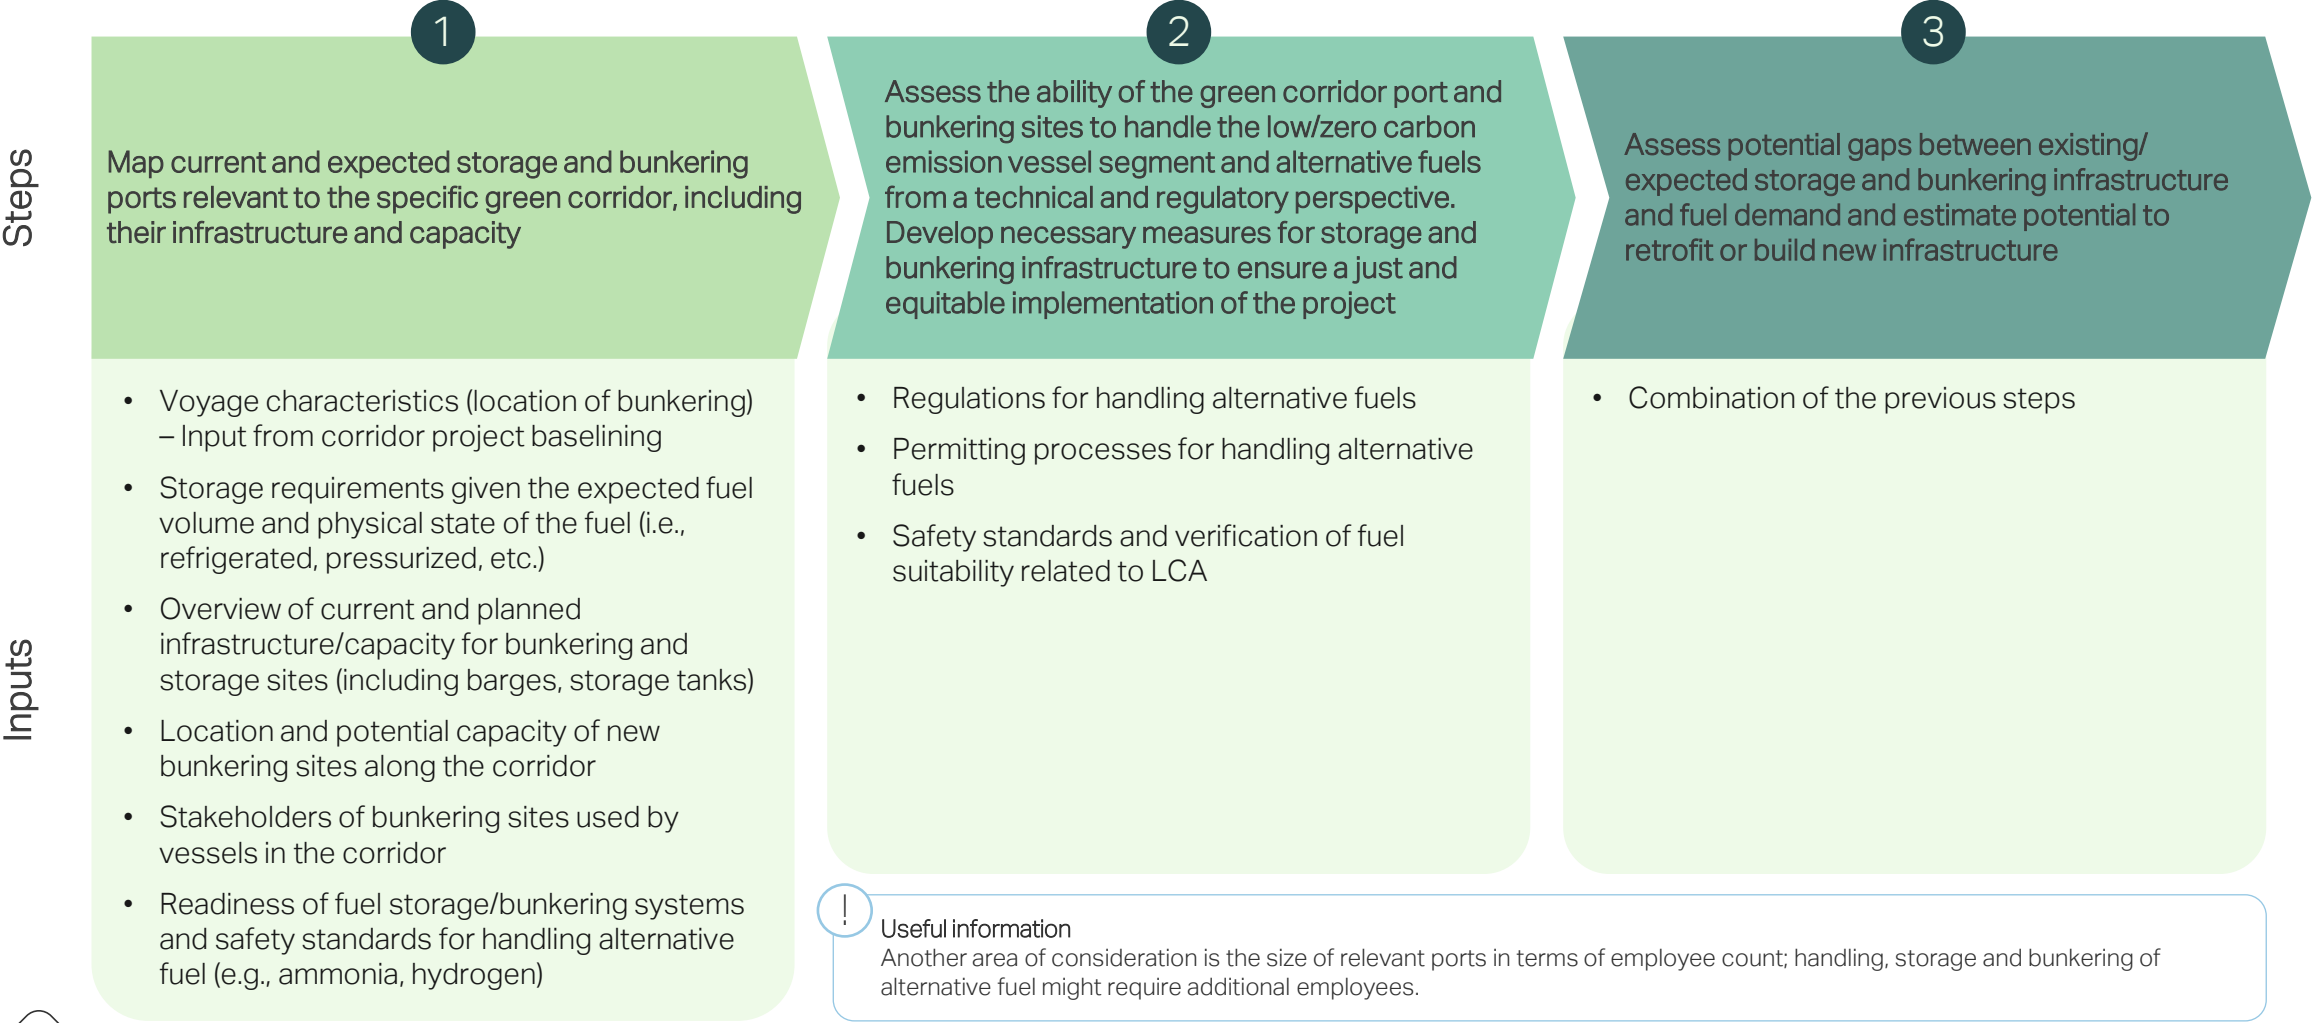 Steps
1
Map current and expected storage and bunkering
ports relevant to the specific green corridor, including
their infrastructure and capacity
2
Assess the ability of the green corridor port and
bunkering sites to handle the low/zero carbon
emission vessel segment and alternative fuels
from a technical and regulatory perspective.
Develop necessary measures for storage and
bunkering infrastructure to ensure a just and
equitable implementation of the project
3
Assess potential gaps between existing/
expected storage and bunkering infrastructure
and fuel demand and estimate potential to
retrofit or build new infrastructure
Inputs
• Voyage characteristics (location of bunkering)
– Input from corridor project baselining
• Storage requirements given the expected fuel
volume and physical state of the fuel (i.e.,
refrigerated, pressurized, etc.)
• Overview of current and planned
infrastructure/capacity for bunkering and
storage sites (including barges, storage tanks)
• Location and potential capacity of new
bunkering sites along the corridor
• Stakeholders of bunkering sites used by
vessels in the corridor
• Readiness of fuel storage/bunkering systems
and safety standards for handling alternative
fuel (e.g., ammonia, hydrogen)
• Regulations for handling alternative fuels
• Permitting processes for handling alternative
fuels
• Safety standards and verification of fuel
suitability related to LCA
• Combination of the previous steps
!
Useful information
Another area of consideration is the size of relevant ports in terms of employee count; handling, storage and bunkering of
alternative fuel might require additional employees.